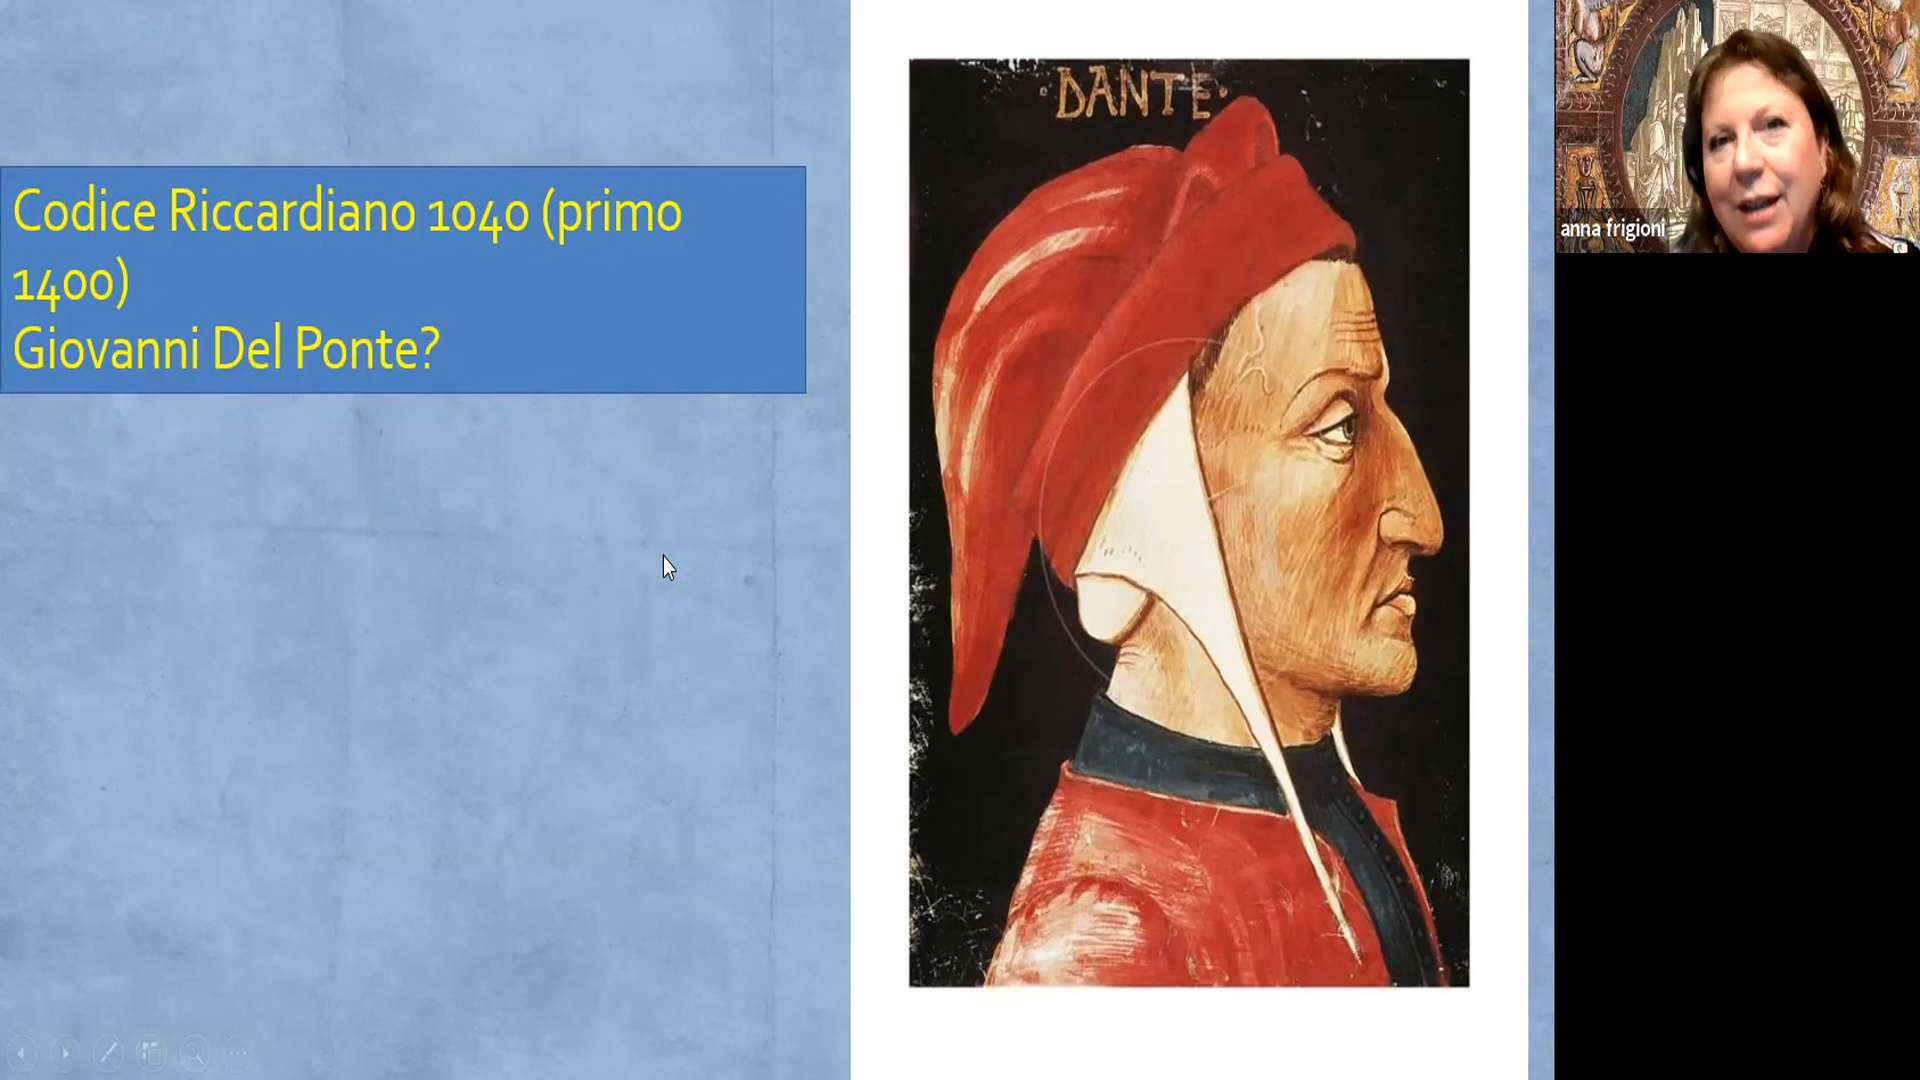 Codice Riccardiano 1040 (primo
1400)
Giovanni Del Ponte?
·DANTE·
anna frigioni